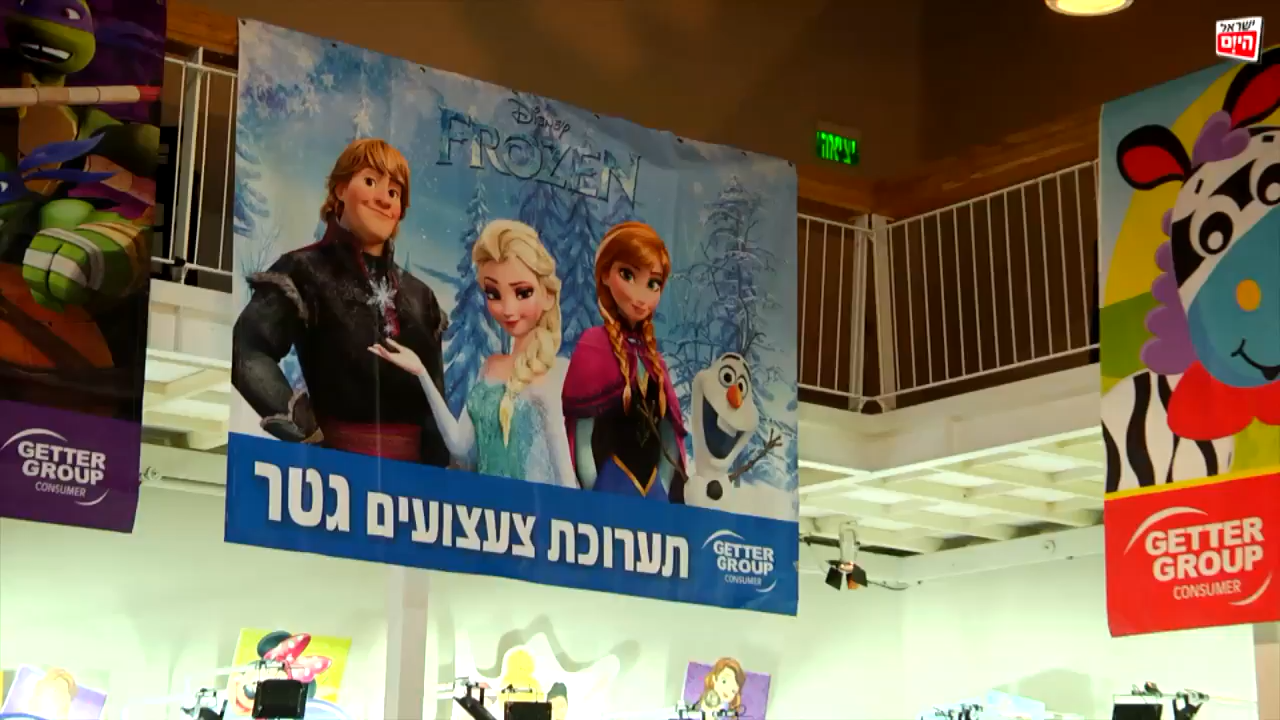 ישראל
היום
DISNEY
FROZEN
יציאה
תערוכת צעצועים גטר
GETTER
GROUP
CONSUMER
GETTER
GROUP
CONSUMER
GETTER
GROUP
CONSUMER